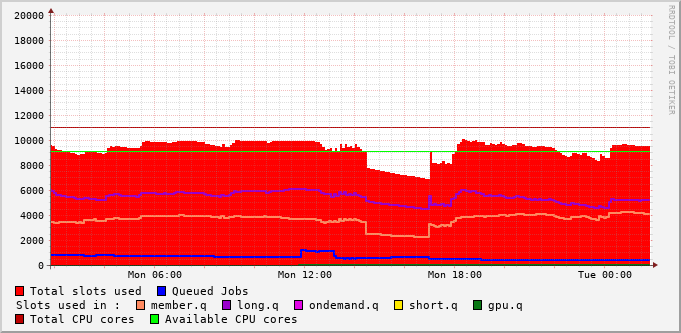 20000
18000
16000
14000
12000
10000
8000
6000
4000
2000
0
Mon 06:00 Mon 12:00 Mon 18:00 Tue 00:00
RRDTOOL / TOBI OETIKER
Total slots used Queued Jobs
Slots used in : member.q long.q ondemand.q short.q gpu.q
Total CPU cores Available CPU cores